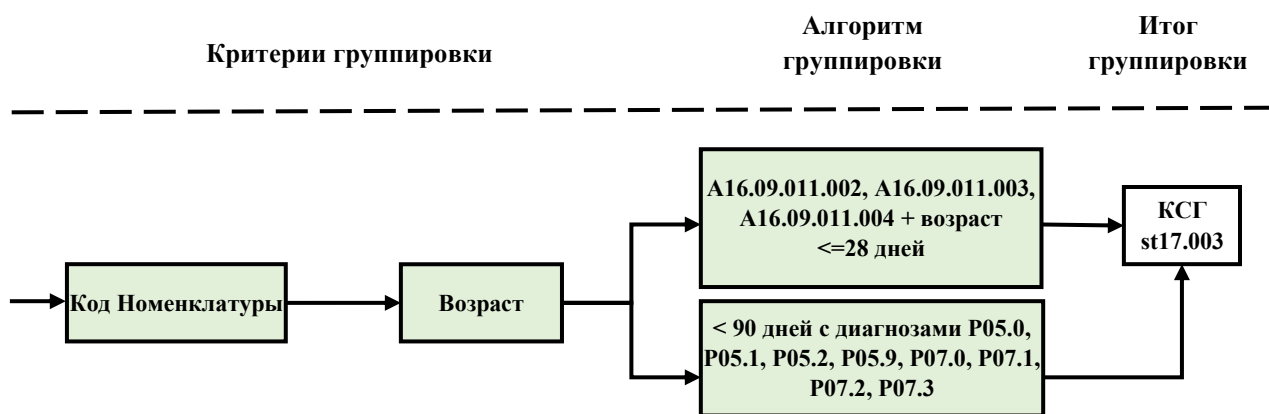 Критерии группировки
Алгоритм
группировки
Итог
группировки
A16.09.011.002, A16.09.011.003,
A16.09.011.004 + возраст
<=28 дней
КСГ
st17.003
Код Номенклатуры
Возраст
< 90 дней с диагнозами P05.0,
P05.1, P05.2, P05.9, P07.0, P07.1,
P07.2, P07.3